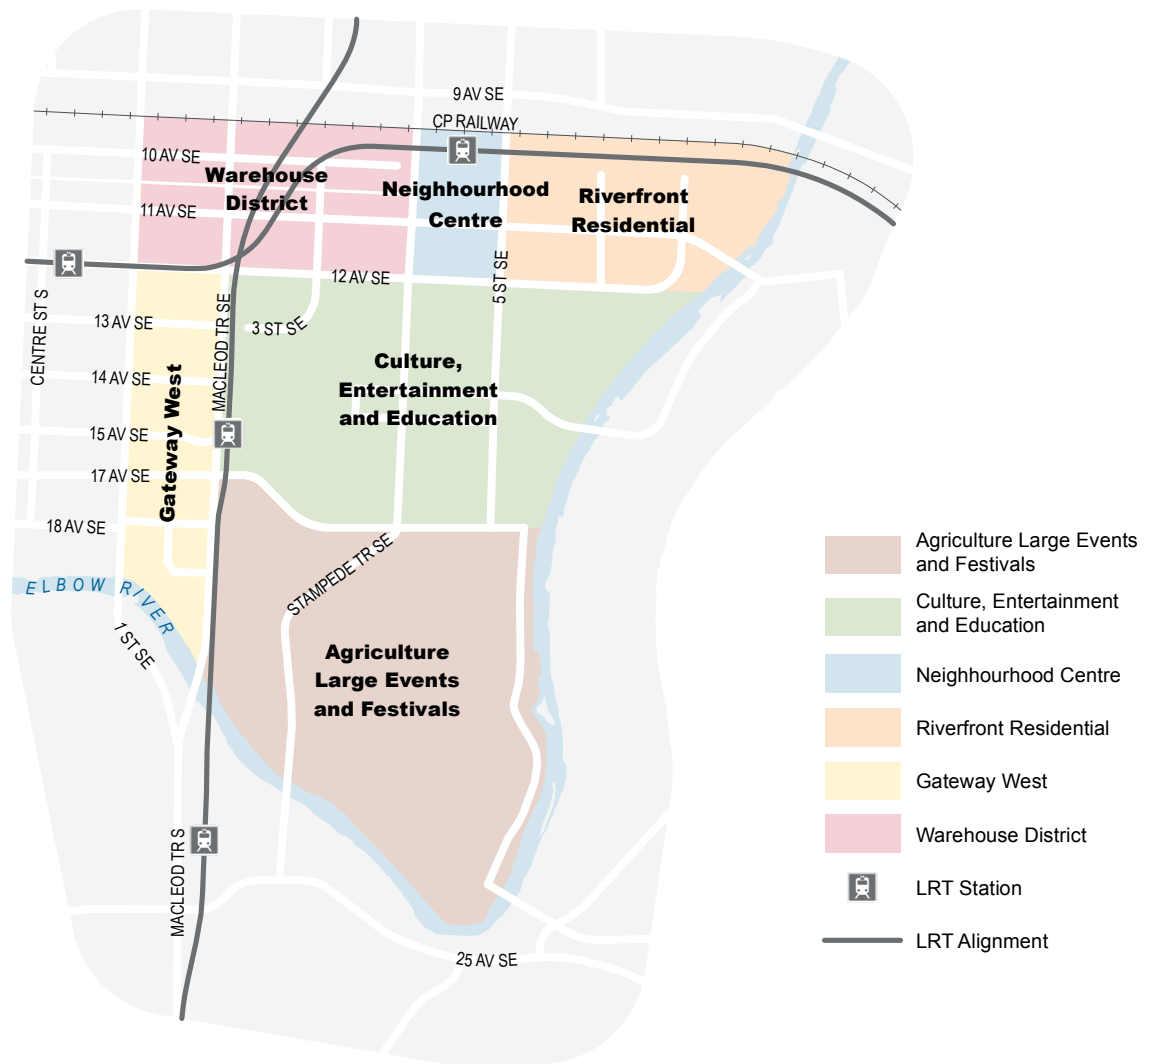 9 AV SE
CP RAILWAY
10 AV SE
Warehouse
District
Neighhourhood
Centre
Riverfront
Residential
11 AV SE
12 AV SE
5 ST SE
CENTRE ST S
13 AV SE
MACLEOD TR SE
3 ST SE
14 AV SE
Culture,
Entertainment
and Education
Gateway West
15 AV SE
17 AV SE
18 AV SE
STAMPEDE TR SE
ELBOW RIVER
1 ST SE
Agriculture
Large Events
and Festivals
MACLEOD TR S
25 AV SE
Agriculture Large Events
and Festivals
Culture, Entertainment
and Education
Neighhourhood Centre
Riverfront Residential
Gateway West
Warehouse District
LRT Station
LRT Alignment